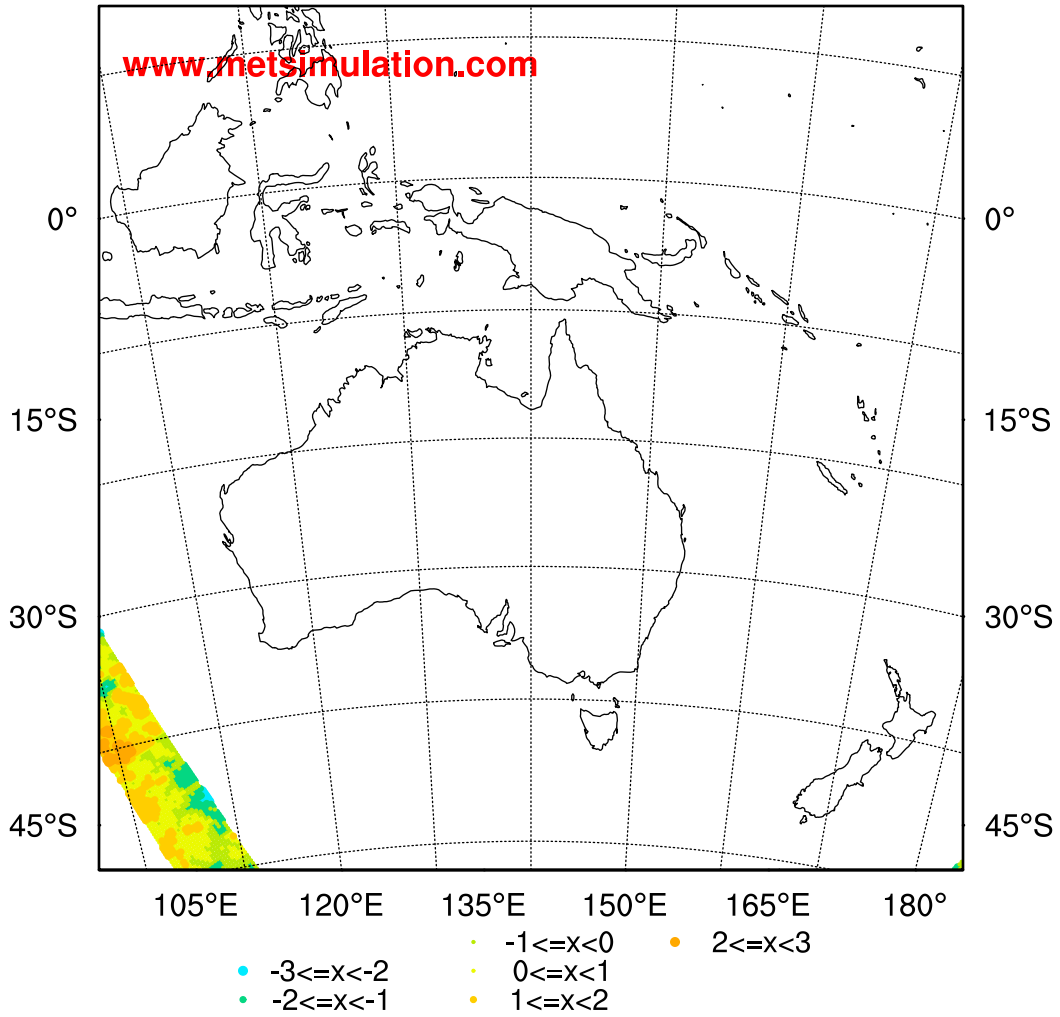 www.metsimulation.com
0° 0°
15°S 15°S
30°S 30°S
45°S 45°S
105°E 120°E 135°E 150°E 165°E 180°
-1<=x<0 2<=x<3
-3<=x<-2 0<=x<1
-2<=x<-1 1<=x<2